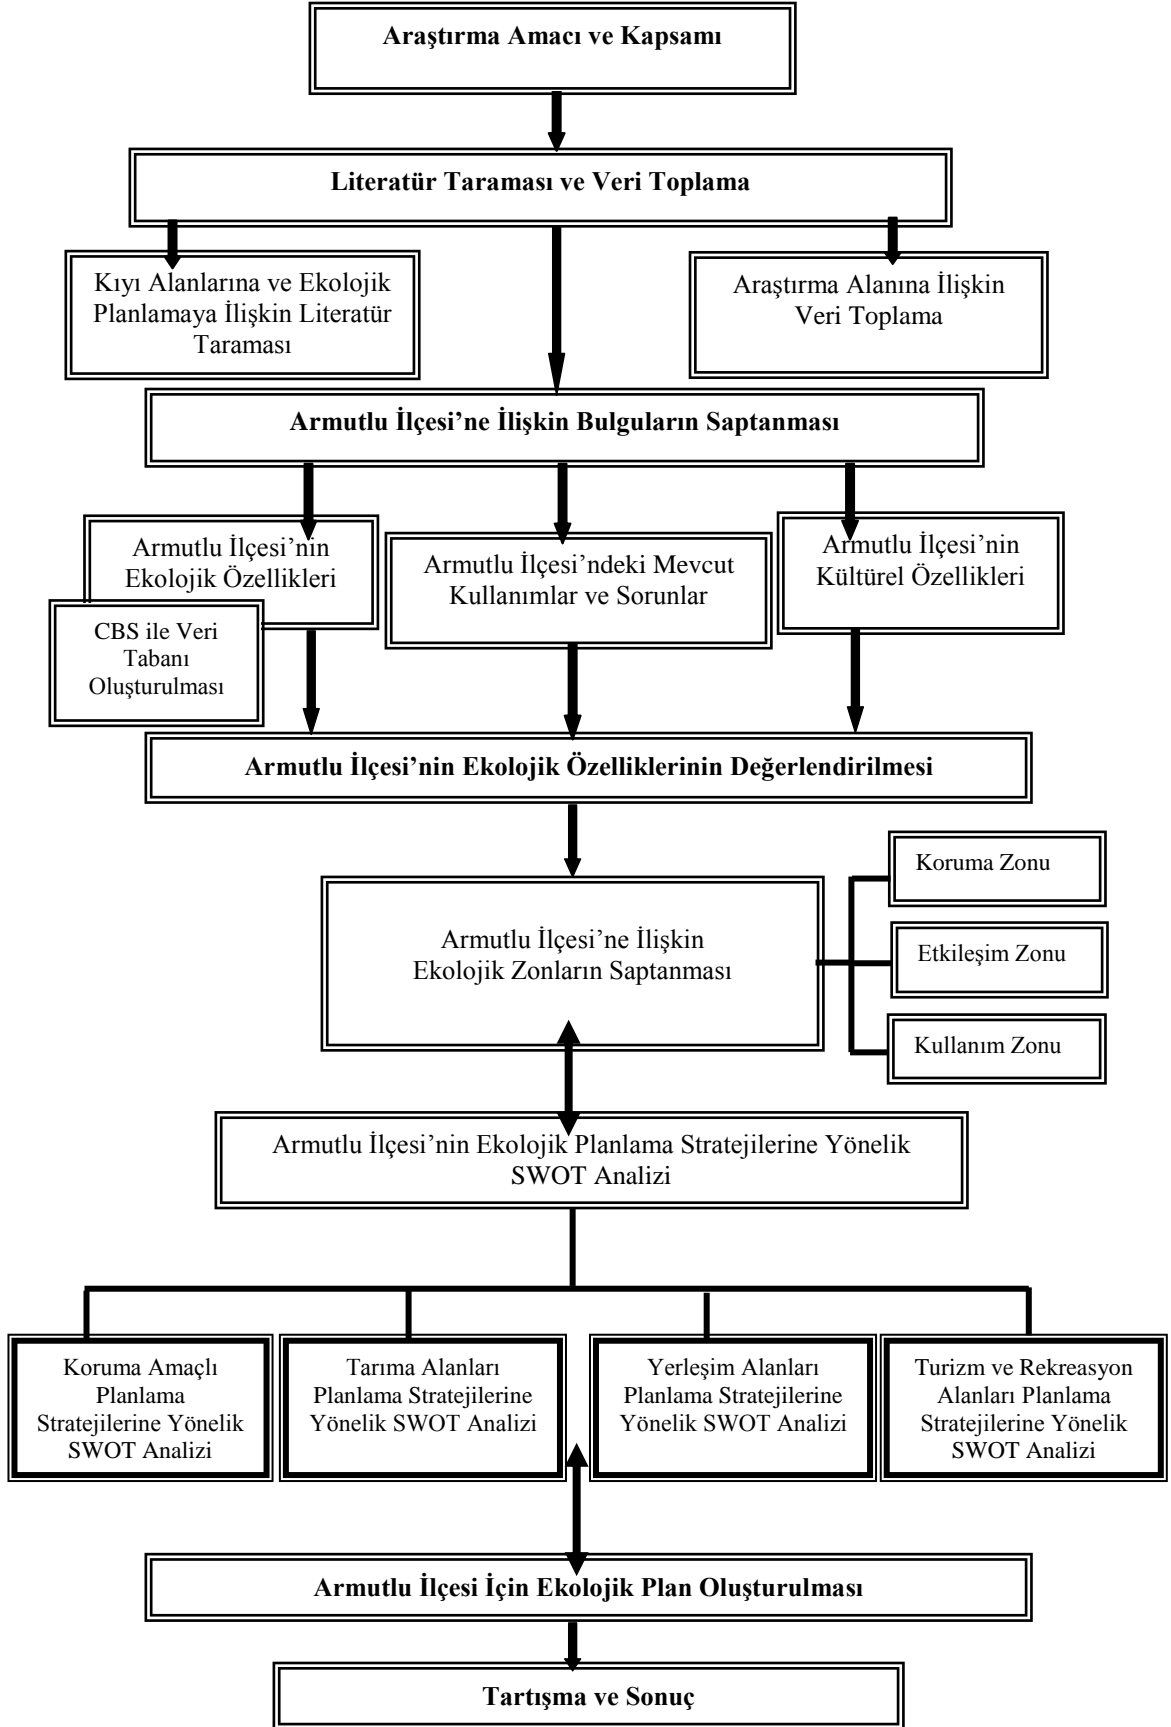 Araştırma Amacı ve Kapsamı
Literatür Taraması ve Veri Toplama
Kıyı Alanlarına ve Ekolojik
Planlamaya İlişkin Literatür
Taraması
Araştırma Alanına İlişkin
Veri Toplama
Armutlu İlçesi’ne İlişkin Bulguların Saptanması
Armutlu İlçesi’nin
Ekolojik Özellikleri
CBS ile Veri
Tabanı
Oluşturulması
Armutlu İlçesi’ndeki Mevcut
Kullanımlar ve Sorunlar
Armutlu İlçesi’nin
Kültürel Özellikleri
Armutlu İlçesi’nin Ekolojik Özelliklerinin Değerlendirilmesi
Armutlu İlçesi’ne İlişkin
Ekolojik Zonların Saptanması
Koruma Zonu
Etkileşim Zonu
Kullanım Zonu
Armutlu İlçesi’nin Ekolojik Planlama Stratejilerine Yönelik
SWOT Analizi
Koruma Amaçlı
Planlama
Stratejilerine Yönelik
SWOT Analizi
Tarıma Alanları
Planlama Stratejilerine
Yönelik SWOT Analizi
Yerleşim Alanları
Planlama Stratejilerine
Yönelik SWOT Analizi
Turizm ve Rekreasyon
Alanları Planlama
Stratejilerine Yönelik
SWOT Analizi
Armutlu İlçesi İçin Ekolojik Plan Oluşturulması
Tartışma ve Sonuç